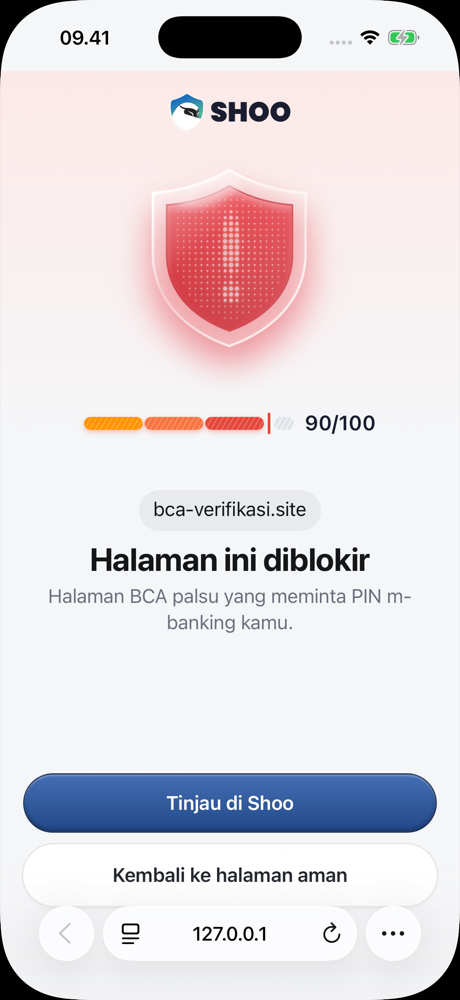 09.41
SHOO
90/100
bca-verifikasi.site
Halaman ini diblokir
Halaman BCA palsu yang meminta PIN m-
banking kamu.
Tinjau di Shoo
Kembali ke halaman aman
127.0.0.1